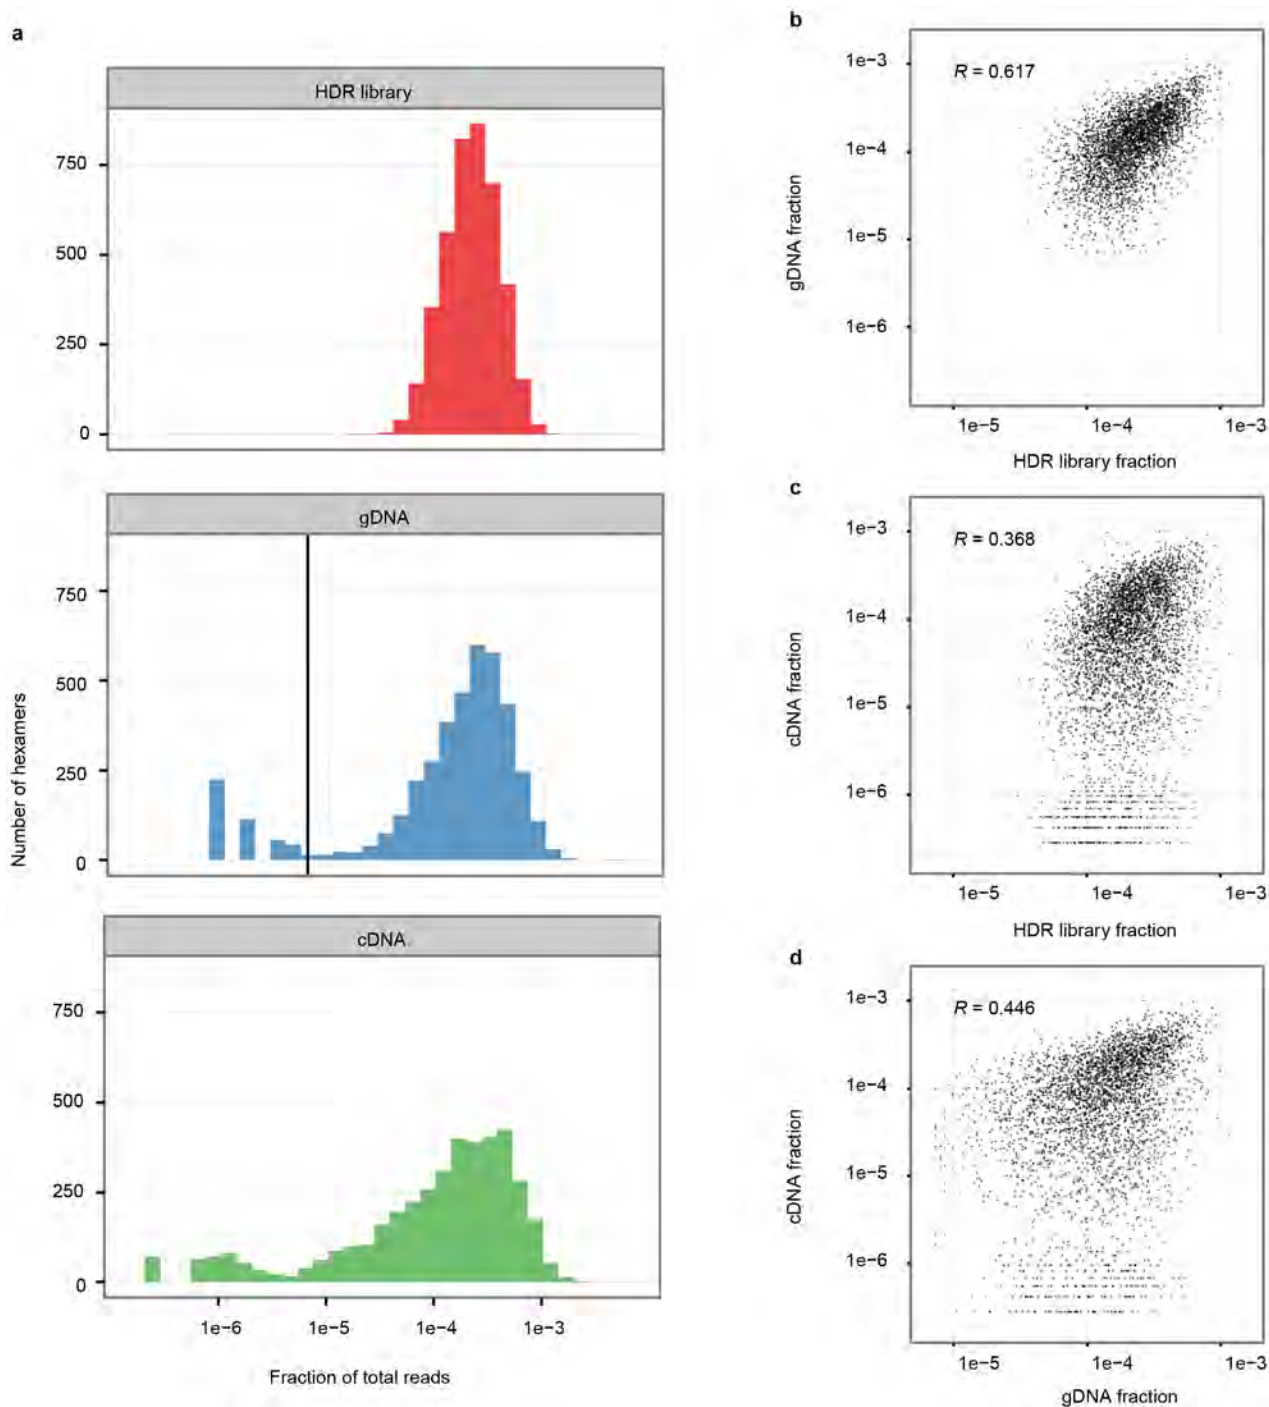 a
HDR library
750
500
250
0
gDNA
750
500
250
0
Number of hexamers
cDNA
750
500
250
0
1e−6 1e−5 1e−4 1e−3
Fraction of total reads
b
R = 0.617
1e−3
1e−4
1e−5
1e−6
gDNA fraction
1e−5 1e−4 1e−3
HDR library fraction
c
R = 0.368
1e−3
1e−4
1e−5
1e−6
cDNA fraction
1e−5 1e−4 1e−3
HDR library fraction
d
R = 0.446
1e−3
1e−4
1e−5
1e−6
cDNA fraction
1e−5 1e−4 1e−3
gDNA fraction